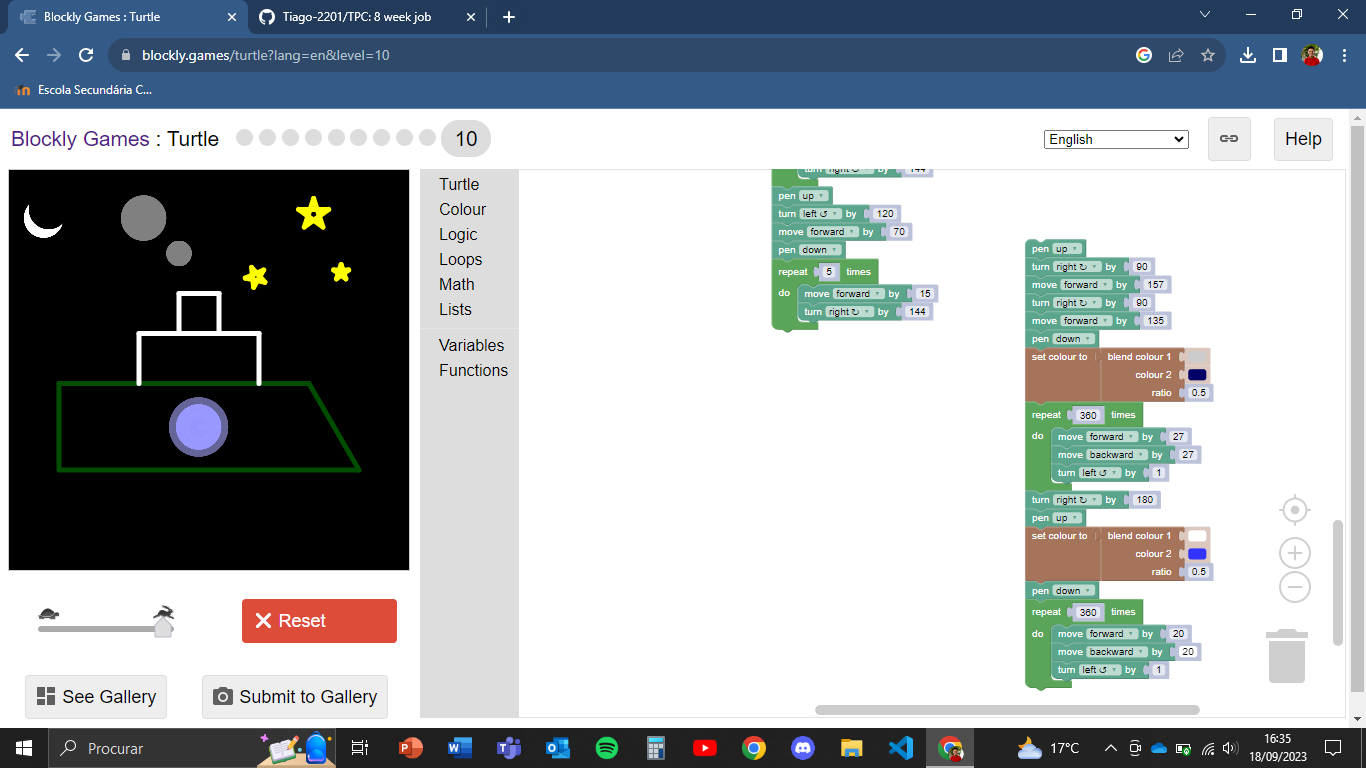 Blockly Games : Turtle
Tiago-2201/TPC: 8 week job
blockly.games/turtle?lang=en&level=10
Escola Secundária C...
Blockly Games : Turtle
10
English
Help
Turtle
Colour
Logic
Loops
Math
Lists
Variables
Functions
turn right ↻ by 144
pen up
turn left ↺ by 120
move forward by 70
pen down
repeat 5 times
do move forward by 15
turn right ↻ by 144
pen up
turn right ↻ by 90
move forward by 157
turn right ↻ by 90
move forward by 135
pen down
set colour to blend colour 1
colour 2
ratio 0.5
repeat 360 times
do move forward by 27
move backward by 27
turn left ↺ by 1
turn right ↻ by 180
pen up
set colour to blend colour 1
colour 2
ratio 0.5
pen down
repeat 360 times
do move forward by 20
move backward by 20
turn left ↺ by 1
Reset
See Gallery
Submit to Gallery
Procurar
17°C
16:35
18/09/2023